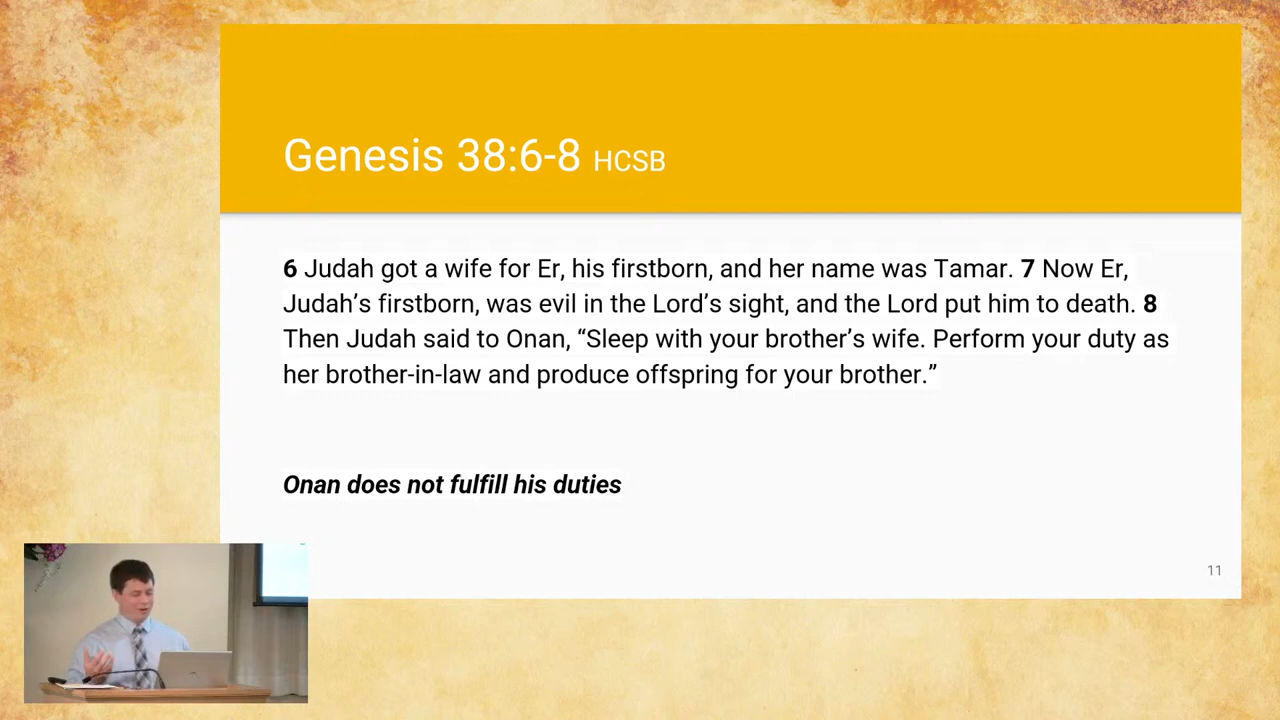 Genesis 38:6-8 HCSB
6 Judah got a wife for Er, his firstborn, and her name was Tamar. 7 Now Er,
Judah’s firstborn, was evil in the Lord’s sight, and the Lord put him to death. 8
Then Judah said to Onan, “Sleep with your brother’s wife. Perform your duty as
her brother-in-law and produce offspring for your brother.”
Onan does not fulfill his duties
11